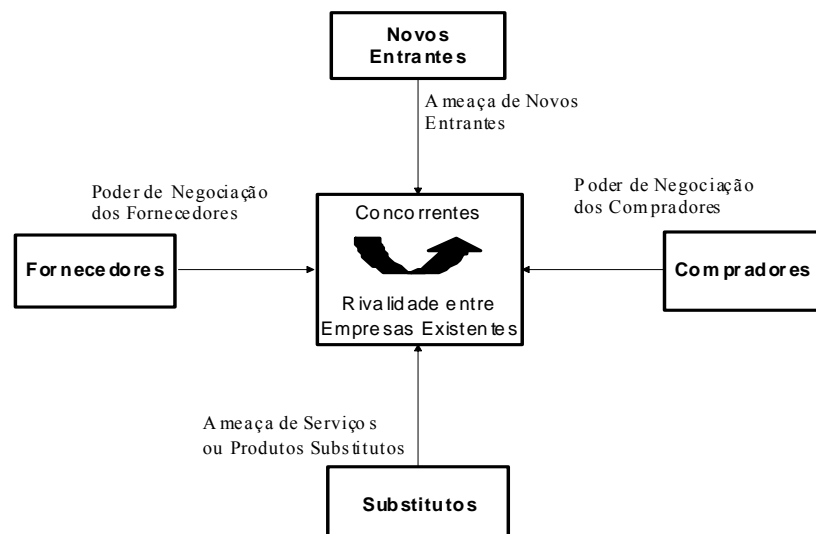 Novos
Entrantes
Ameaça de Novos
Entrantes
Poder de Negociação
dos Fornecedores
Poder de Negociação
dos Compradores
Concorrentes
Fornecedores
Compradores
Rivalidade entre
Empresas Existentes
Ameaça de Serviços
ou Produtos Substitutos
Substitutos